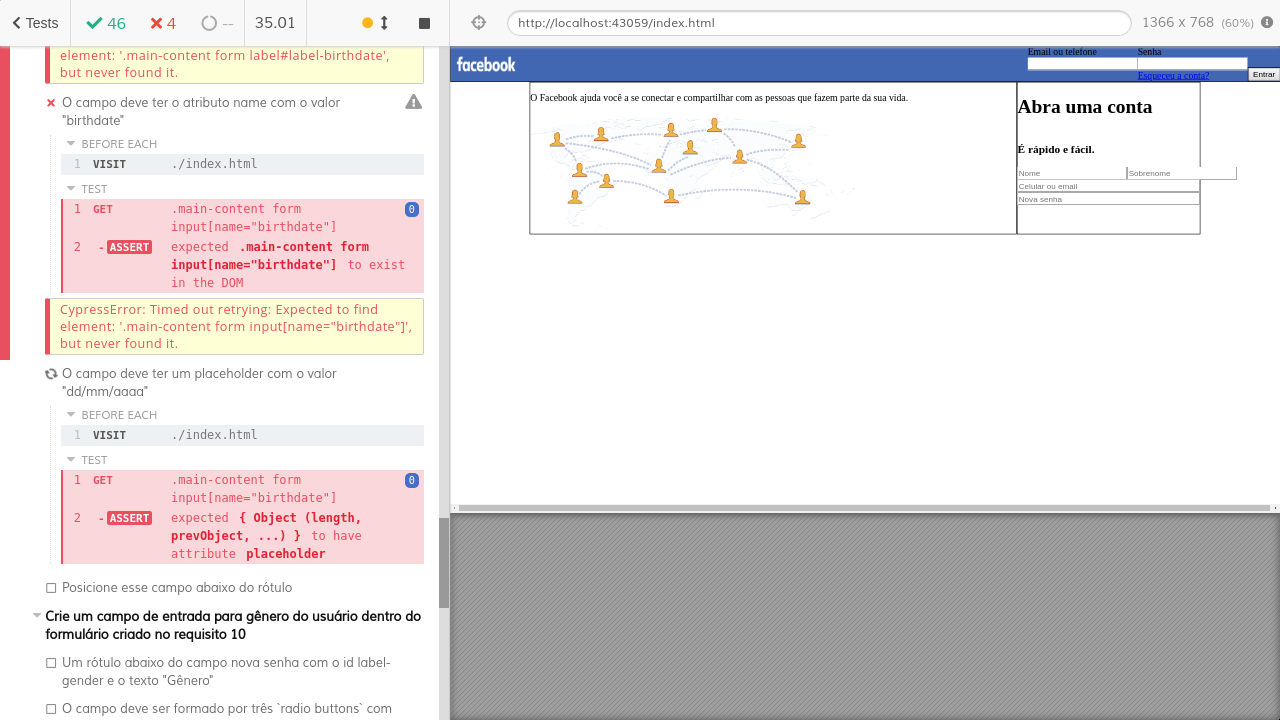 Tests
46
4
--
35.01
http://localhost:43059/index.html
1366 x 768 (60%)
element: '.main-content form label#label-birthdate',
but never found it.
O campo deve ter o atributo name com o valor
"birthdate"
BEFORE EACH
1 VISIT ./index.html
TEST
1 GET .main-content form 0
input[name="birthdate"]
2 -ASSERT expected .main-content form
input[name="birthdate"] to exist
in the DOM
CypressError: Timed out retrying: Expected to find
element: '.main-content form input[name="birthdate"]',
but never found it.
O campo deve ter um placeholder com o valor
"dd/mm/aaaa"
BEFORE EACH
1 VISIT ./index.html
TEST
1 GET .main-content form 0
input[name="birthdate"]
2 -ASSERT expected { Object (length,
prevObject, ...) } to have
attribute placeholder
Posicione esse campo abaixo do rótulo
Crie um campo de entrada para gênero do usuário dentro do
formulário criado no requisito 10
Um rótulo abaixo do campo nova senha com o id label-
gender e o texto "Gênero"
O campo deve ser formado por três `radio buttons` com
facebook
Email ou telefone
Senha
Esqueceu a conta?
Entrar
O Facebook ajuda você a se conectar e compartilhar com as pessoas que fazem parte da sua vida.
Abra uma conta
É rápido e fácil.
Nome
Sobrenome
Celular ou email
Nova senha